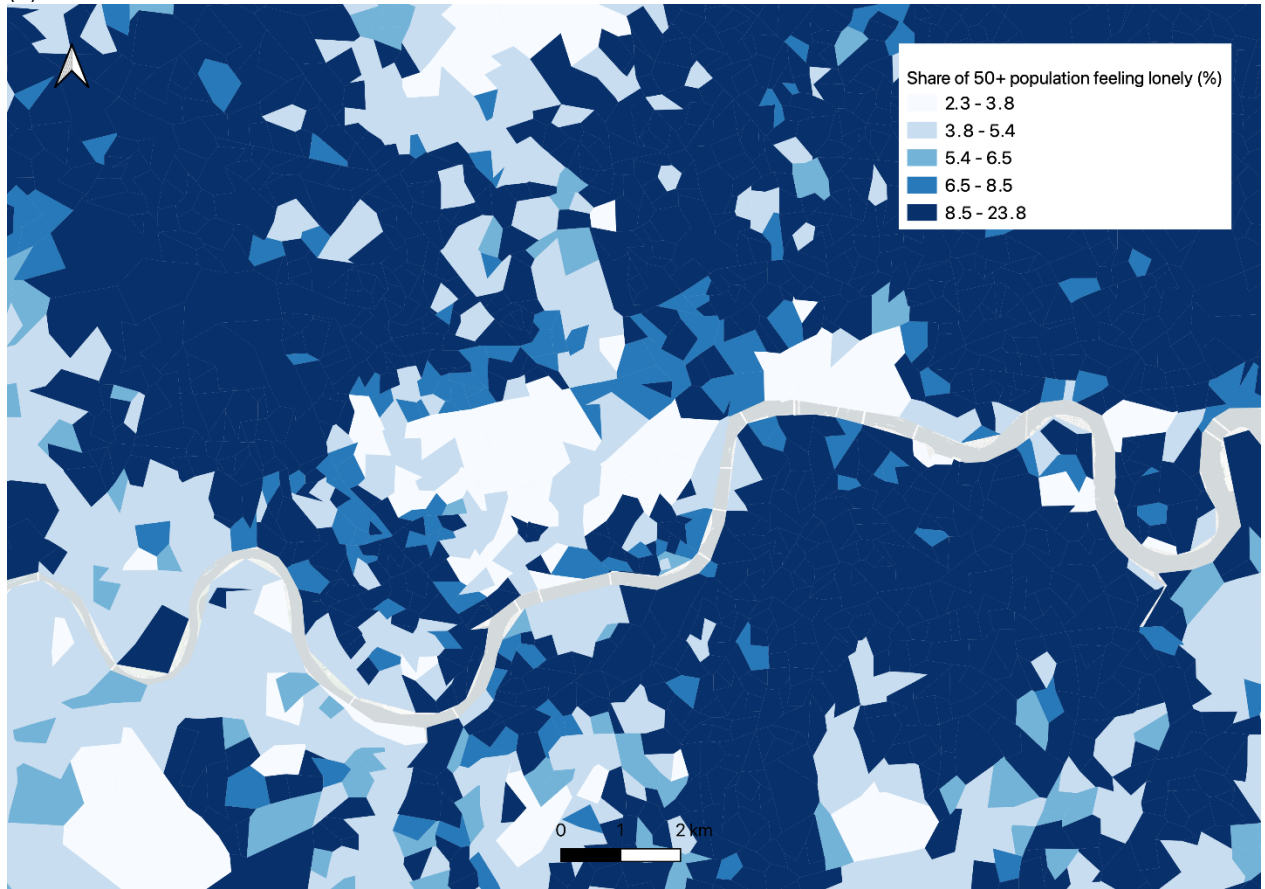 Share of 50+ population feeling lonely (%)
2.3 - 3.8
3.8 - 5.4
5.4 - 6.5
6.5 - 8.5
8.5 - 23.8
0 1 2 km